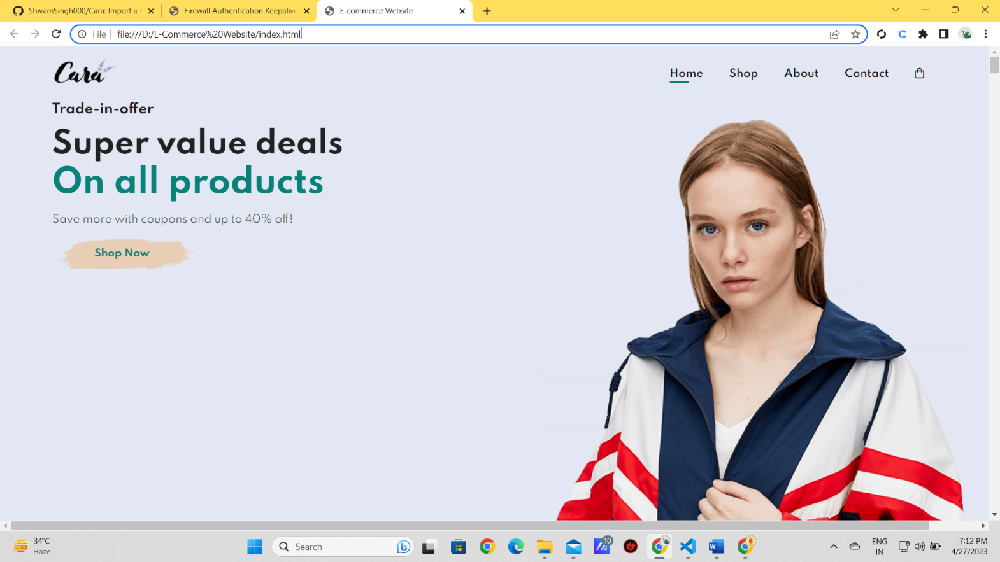 ShivamSingh000/Cara: Import a F
Firewall Authentication Keepalive
E-commerce Website
File
file:///D:/E-Commerce%20Website/index.html
Cara
Home
Shop
About
Contact
Trade-in-offer
Super value deals
On all products
Save more with coupons and up to 40% off!
Shop Now
34°C
Haze
Search
10
ENG
IN
7:12 PM
4/27/2023